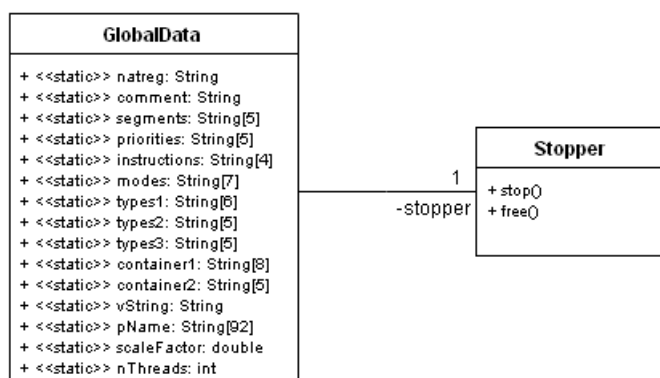 GlobalData
+ <<static>> natreg: String
+ <<static>> comment: String
+ <<static>> segments: String[5]
+ <<static>> priorities: String[5]
+ <<static>> instructions: String[4]
+ <<static>> modes: String[7]
+ <<static>> types1: String[6]
+ <<static>> types2: String[5]
+ <<static>> types3: String[5]
+ <<static>> container1: String[8]
+ <<static>> container2: String[5]
+ <<static>> vString: String
+ <<static>> pName: String[92]
+ <<static>> scaleFactor: double
+ <<static>> nThreads: int
1
-stopper
Stopper
+ stop()
+ free()